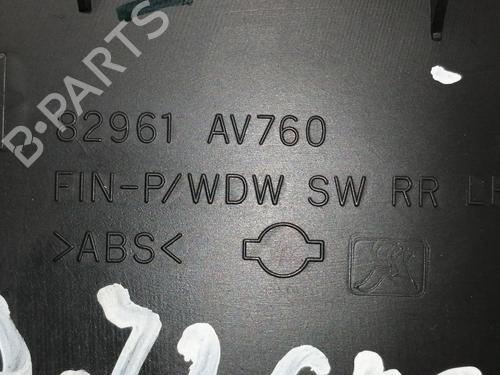 B-PARTS
82961 AV760
FIN-P/WDW SW RR
>ABS<